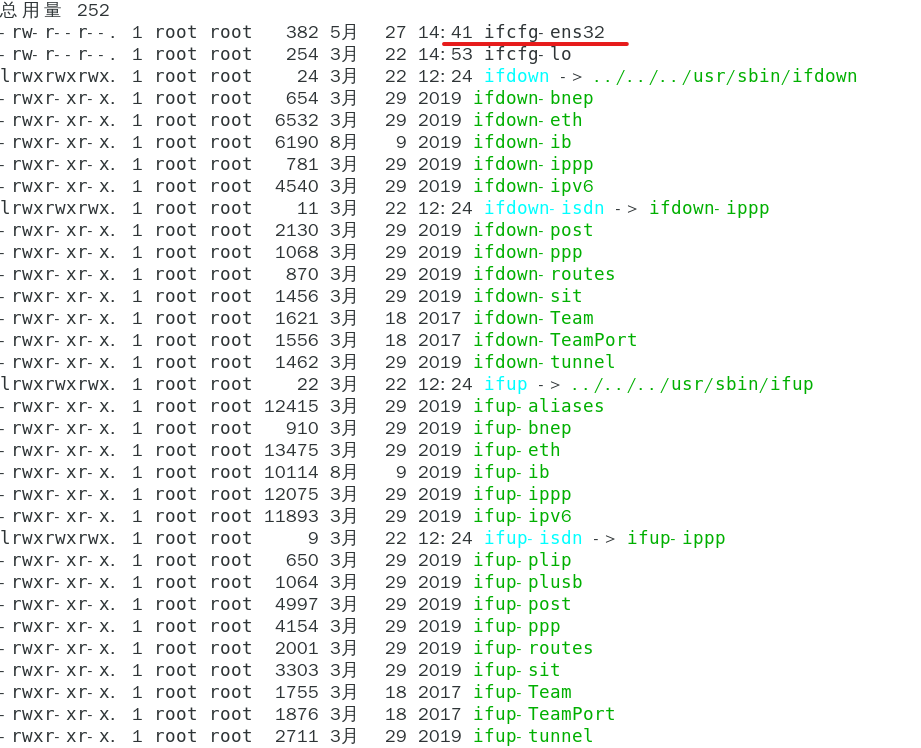 总用量 252
-rw-r--r--. 1 root root   382 5月  27 14:41 ifcfg-ens32
-rw-r--r--. 1 root root   254 3月  22 14:53 ifcfg-lo
lrwxrwxrwx. 1 root root    24 3月  22 12:24 ifdown -> ../../../usr/sbin/ifdown
-rwxr-xr-x. 1 root root   654 3月  29 2019 ifdown-bnep
-rwxr-xr-x. 1 root root  6532 3月  29 2019 ifdown-eth
-rwxr-xr-x. 1 root root  6190 8月   9 2019 ifdown-ib
-rwxr-xr-x. 1 root root   781 3月  29 2019 ifdown-ippp
-rwxr-xr-x. 1 root root  4540 3月  29 2019 ifdown-ipv6
lrwxrwxrwx. 1 root root    11 3月  22 12:24 ifdown-isdn -> ifdown-ippp
-rwxr-xr-x. 1 root root  2130 3月  29 2019 ifdown-post
-rwxr-xr-x. 1 root root  1068 3月  29 2019 ifdown-ppp
-rwxr-xr-x. 1 root root   870 3月  29 2019 ifdown-routes
-rwxr-xr-x. 1 root root  1456 3月  29 2019 ifdown-sit
-rwxr-xr-x. 1 root root  1621 3月  18 2017 ifdown-Team
-rwxr-xr-x. 1 root root  1556 3月  18 2017 ifdown-TeamPort
-rwxr-xr-x. 1 root root  1462 3月  29 2019 ifdown-tunnel
lrwxrwxrwx. 1 root root    22 3月  22 12:24 ifup -> ../../../usr/sbin/ifup
-rwxr-xr-x. 1 root root 12415 3月  29 2019 ifup-aliases
-rwxr-xr-x. 1 root root   910 3月  29 2019 ifup-bnep
-rwxr-xr-x. 1 root root 13475 3月  29 2019 ifup-eth
-rwxr-xr-x. 1 root root 10114 8月   9 2019 ifup-ib
-rwxr-xr-x. 1 root root 12075 3月  29 2019 ifup-ippp
-rwxr-xr-x. 1 root root 11893 3月  29 2019 ifup-ipv6
lrwxrwxrwx. 1 root root     9 3月  22 12:24 ifup-isdn -> ifup-ippp
-rwxr-xr-x. 1 root root   650 3月  29 2019 ifup-plip
-rwxr-xr-x. 1 root root  1064 3月  29 2019 ifup-plusb
-rwxr-xr-x. 1 root root  4997 3月  29 2019 ifup-post
-rwxr-xr-x. 1 root root  4154 3月  29 2019 ifup-ppp
-rwxr-xr-x. 1 root root  2001 3月  29 2019 ifup-routes
-rwxr-xr-x. 1 root root  3303 3月  29 2019 ifup-sit
-rwxr-xr-x. 1 root root  1755 3月  18 2017 ifup-Team
-rwxr-xr-x. 1 root root  1876 3月  18 2017 ifup-TeamPort
-rwxr-xr-x. 1 root root  2711 3月  29 2019 ifup-tunnel